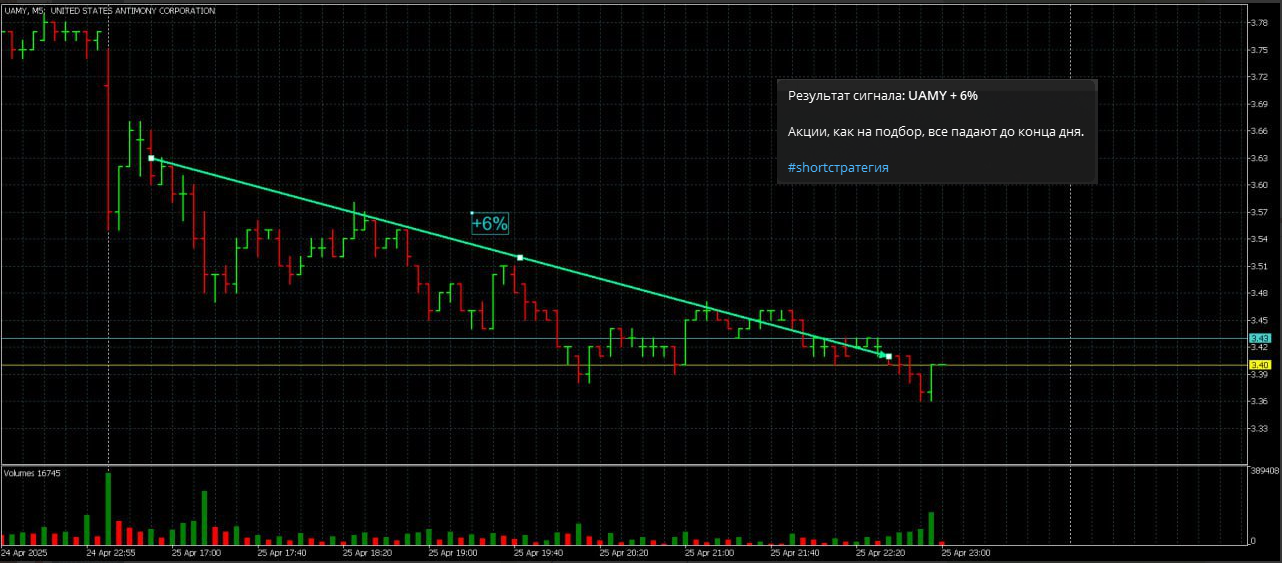 UAMY, M5: UNITED STATES ANTIMONY CORPORATION
3.78
3.75
3.72
3.69
3.66
3.63
3.60
3.57
3.54
3.51
3.48
3.45
3.43
3.42
3.40
3.39
3.36
3.33
Результат сигнала: UAMY + 6%
Акции, как на подбор, все падают до конца дня.
#shortстратегия
+6%
Volumes 16745
389408
0
24 Apr 2025
24 Apr 22:55
25 Apr 17:00
25 Apr 17:40
25 Apr 18:20
25 Apr 19:00
25 Apr 19:40
25 Apr 20:20
25 Apr 21:00
25 Apr 21:40
25 Apr 22:20
25 Apr 23:00